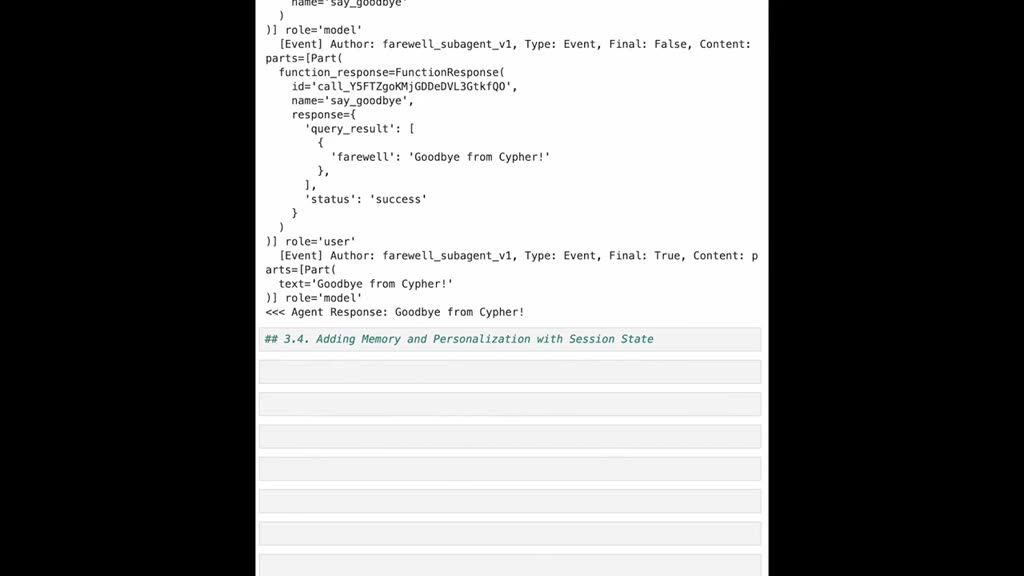 name='say_goodbye'
)
)] role='model'
[Event] Author: farewell_subagent_v1, Type: Event, Final: False, Content:
parts=[Part(
function_response=FunctionResponse(
id='call_Y5FTZgoKMjGDDeDVL3GtkfQO',
name='say_goodbye',
response={
'query_result': [
{
'farewell': 'Goodbye from Cypher!'
},
],
'status': 'success'
}
)
)] role='user'
[Event] Author: farewell_subagent_v1, Type: Event, Final: True, Content: p
arts=[Part(
text='Goodbye from Cypher!'
)] role='model'
<<< Agent Response: Goodbye from Cypher!
## 3.4. Adding Memory and Personalization with Session State